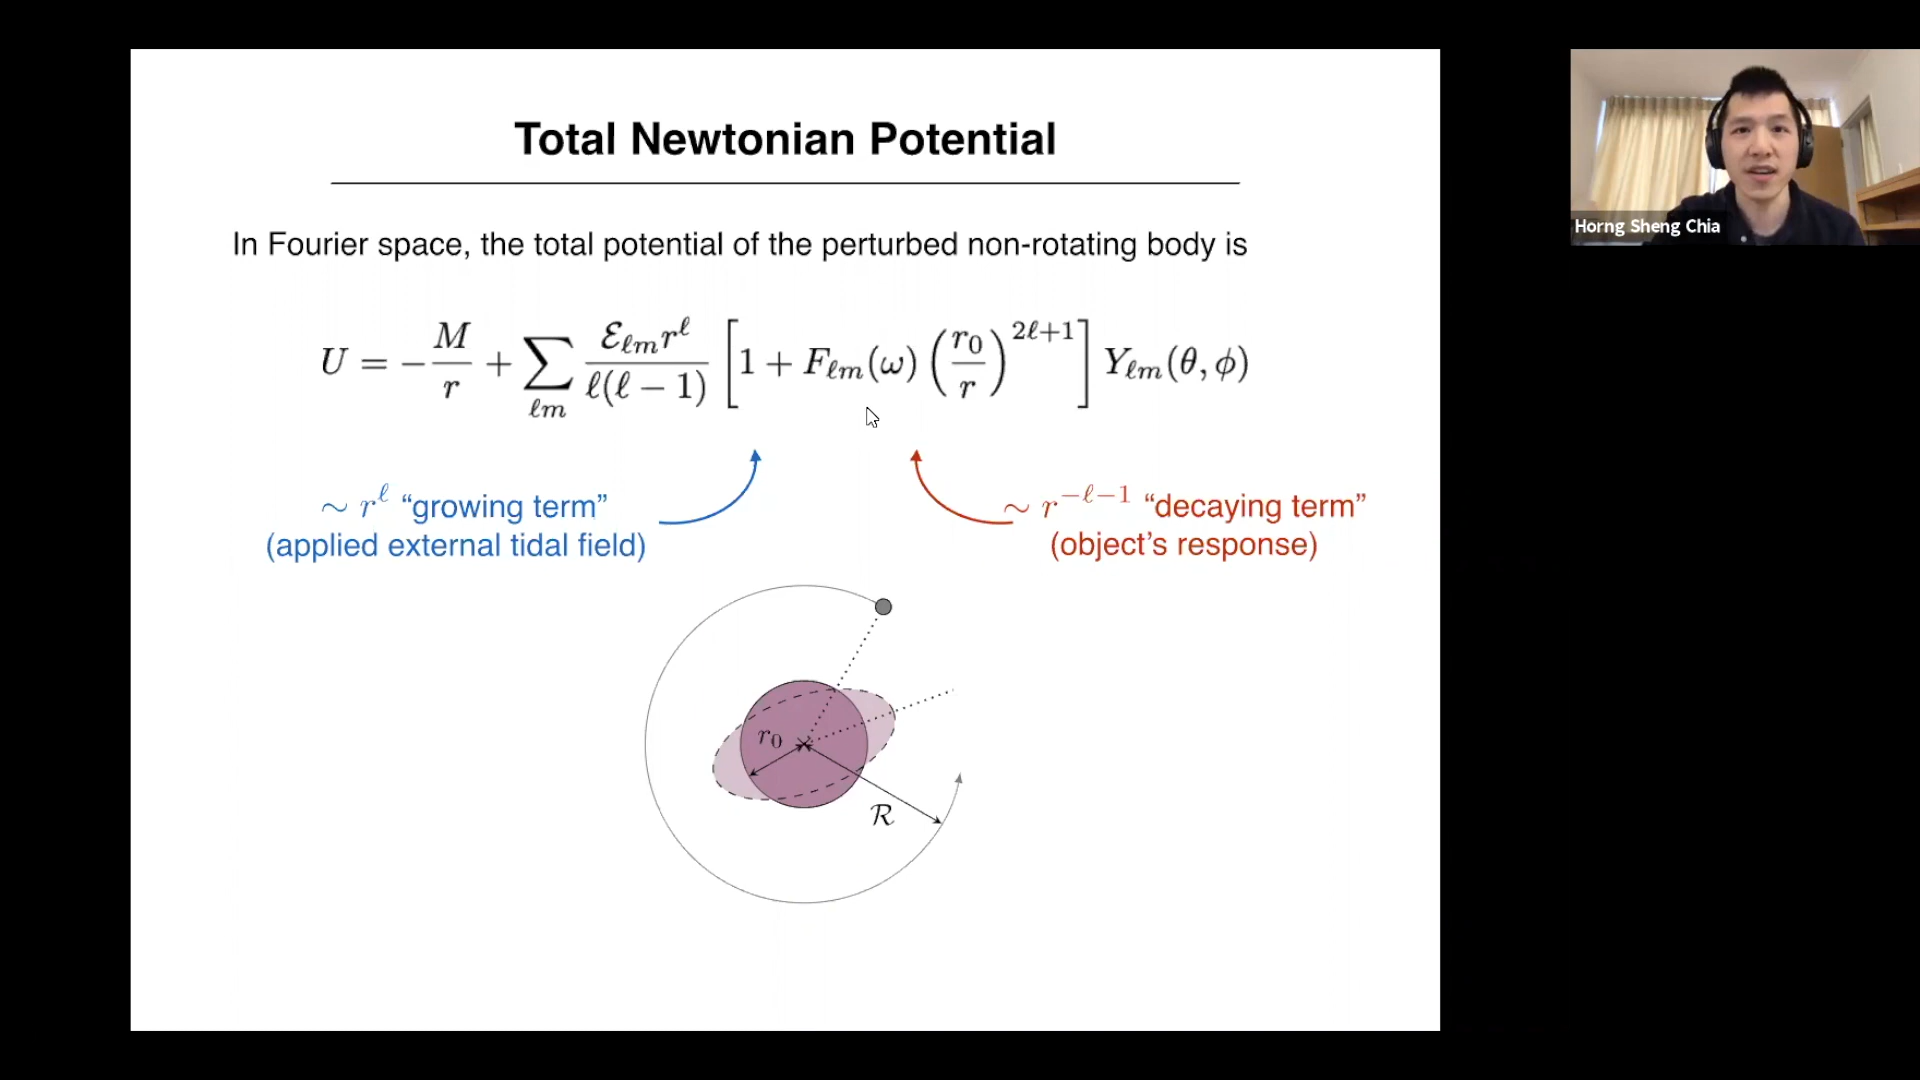 Total Newtonian Potential
In Fourier space, the total potential of the perturbed non-rotating body is
U = −M/r + ∑_{ℓm} (ℰ_{ℓm} r^ℓ)/(ℓ(ℓ − 1)) [1 + F_{ℓm}(ω) (r_0/r)^{2ℓ+1}] Y_{ℓm}(θ, ϕ)
∼ r^ℓ “growing term”
(applied external tidal field)
∼ r^{−ℓ−1} “decaying term”
(object’s response)
r_0
ℛ
Horng Sheng Chia